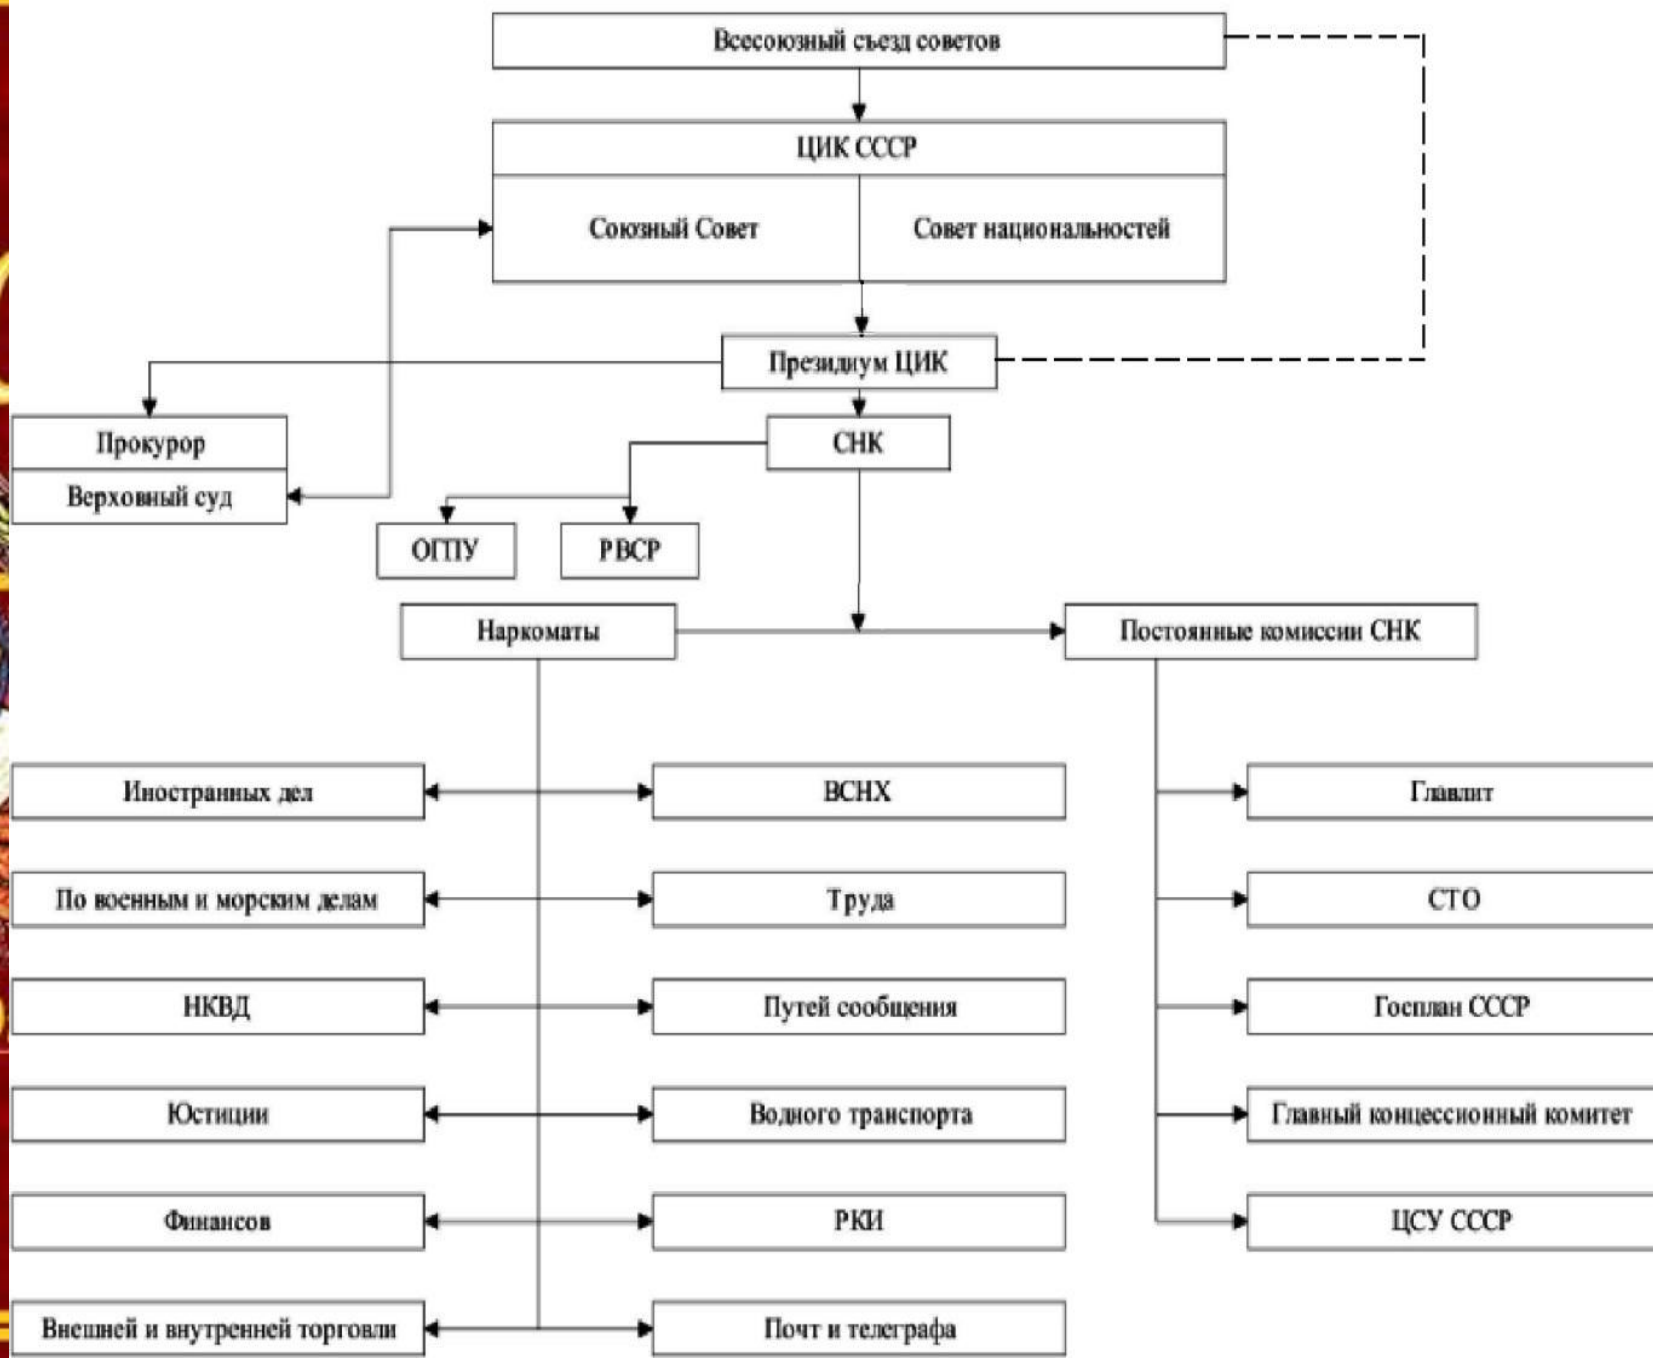 Всесоюзный съезд советов
ЦИК СССР
Союзный Совет
Совет национальностей
Президиум ЦИК
Прокурор
СНК
Верховный суд
ОГПУ
РВСР
Наркоматы
Постоянные комиссии СНК
Иностранных дел
ВСНХ
Главлит
По военным и морским делам
Труда
СТО
НКВД
Путей сообщения
Госплан СССР
Юстиции
Водного транспорта
Главный концессионный комитет
Финансов
РКИ
ЦСУ СССР
Внешней и внутренней торговли
Почт и телеграфа